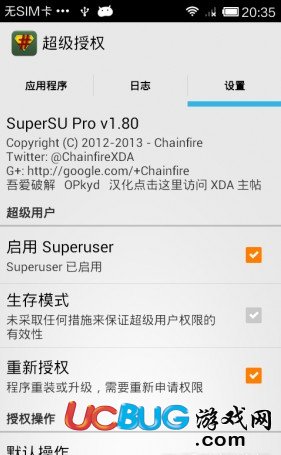 无SIM卡 ... 20:35
超级授权
应用程序 日志 设置
SuperSU Pro v1.80
Copyright (C) 2012-2013 - Chainfire
Twitter: @ChainfireXDA
G+: http://google.com/+Chainfire
吾爱破解 OPkyd 汉化点击这里访问 XDA 主帖
超级用户
启用 Superuser
Superuser 已启用
生存模式
未采取任何措施来保证超级用户权限的
有效性
重新授权
程序重装或升级，需要重新申请权限
授权操作
UCBUG游戏网
.com
默认操作